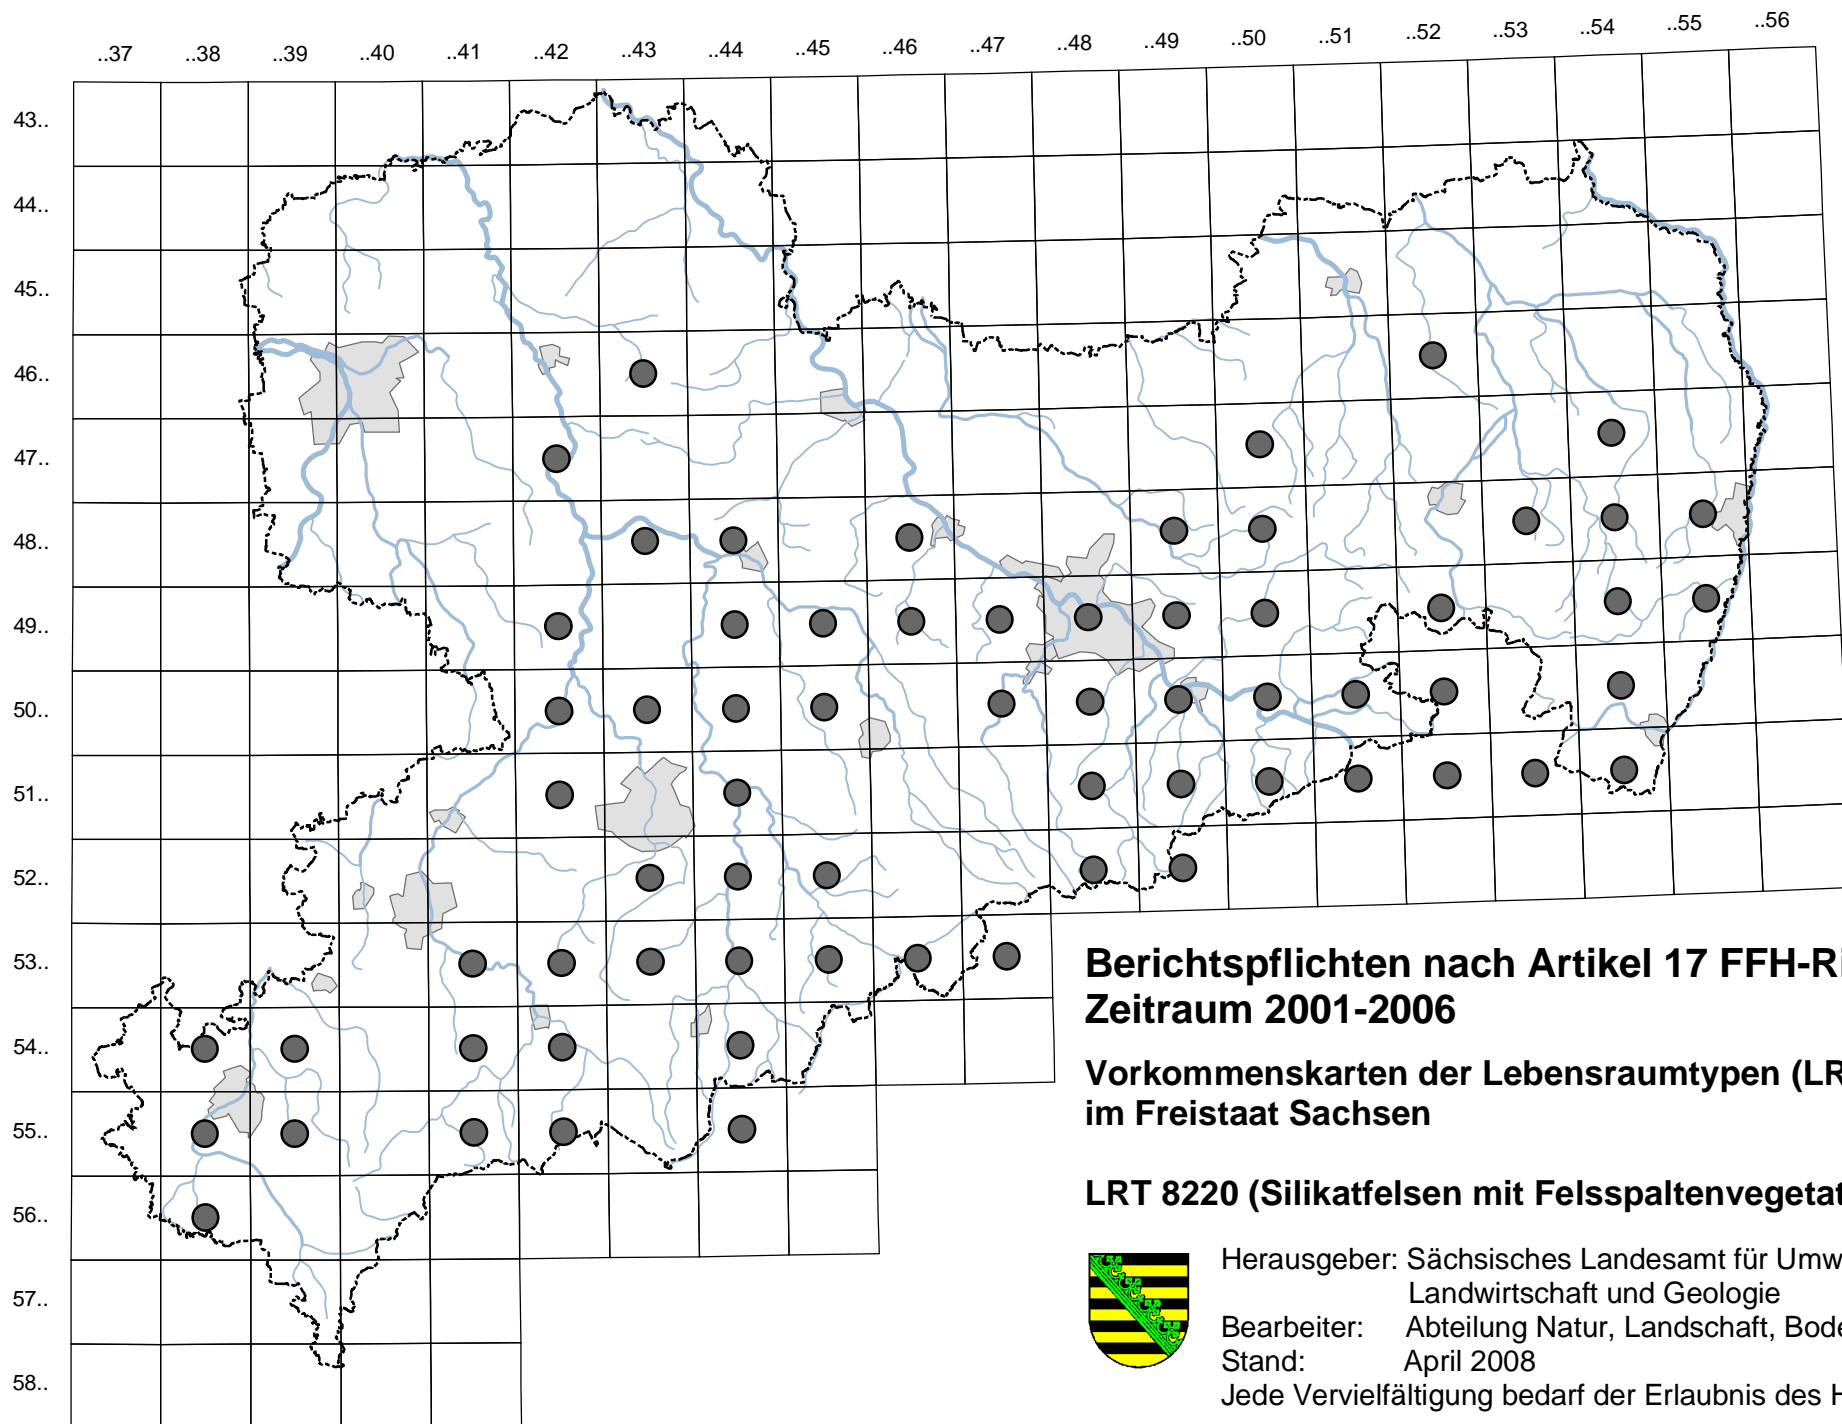 ..37 ..38 ..39 ..40 ..41 ..42 ..43 ..44 ..45 ..46 ..47 ..48 ..49 ..50 ..51 ..52 ..53 ..54 ..55 ..56
43..
44..
45..
46..
47..
48..
49..
50..
51..
52..
53..
54..
55..
56..
57..
58..
Berichtspflichten nach Artikel 17 FFH-Ri
Zeitraum 2001-2006
Vorkommenskarten der Lebensraumtypen (LR
im Freistaat Sachsen
LRT 8220 (Silikatfelsen mit Felsspaltenvegetat
Herausgeber: Sächsisches Landesamt für Umw
Landwirtschaft und Geologie
Bearbeiter: Abteilung Natur, Landschaft, Bode
Stand: April 2008
Jede Vervielfältigung bedarf der Erlaubnis des H